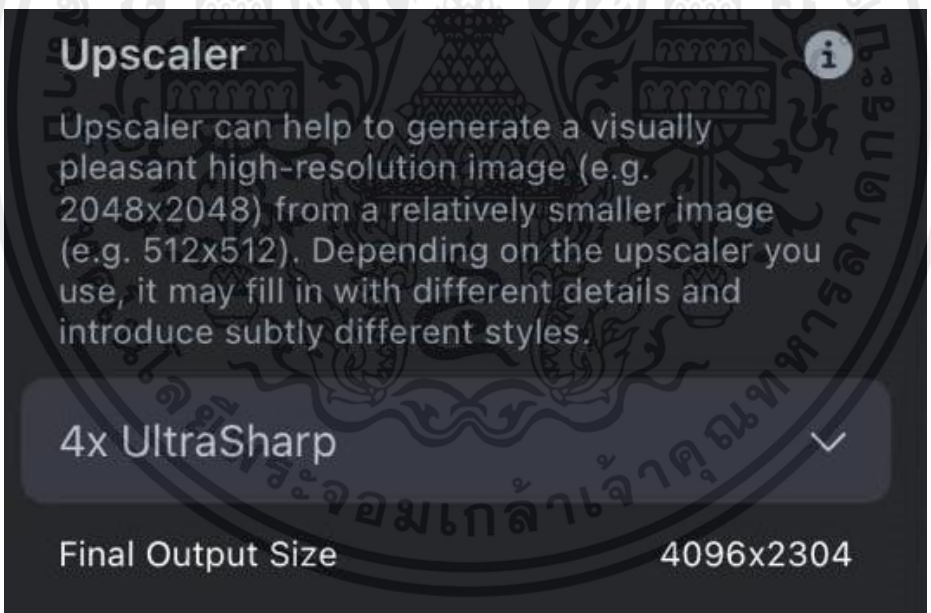 Upscaler
Upscaler can help to generate a visually
pleasant high-resolution image (e.g.
2048x2048) from a relatively smaller image
(e.g. 512x512). Depending on the upscaler you
use, it may fill in with different details and
introduce subtly different styles.
4x UltraSharp
Final Output Size 4096x2304